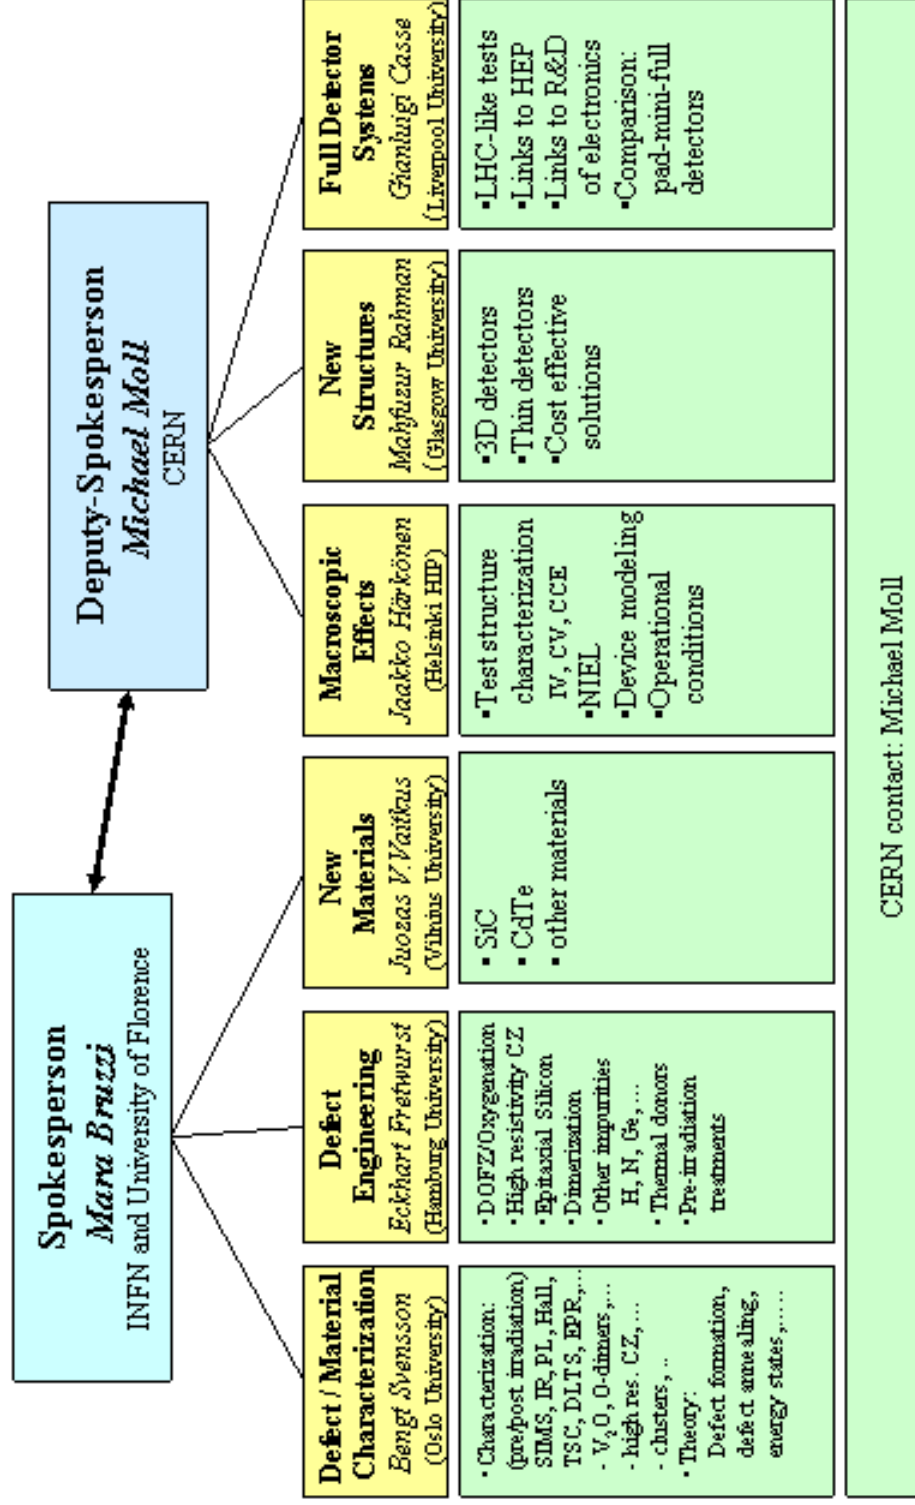 Spokesperson
Mara Bruzzi
INFN and University of Florence
Deputy-Spokesperson
Michael Moll
CERN
Defect / Material
Characterization
Bengt Svensson
(Oslo University)
Defect
Engineering
Eckhart Fretwurst
(Hamburg University)
New
Materials
Juozas V.Vaitkus
(Vilnius University)
Macroscopic
Effects
Jaakko Härkönen
(Helsinki HIP)
New
Structures
Mahfuzur Rahman
(Glasgow University)
Full Detector
Systems
Gianluigi Casse
(Liverpool University)
▪Characterization:
(pre/post irradiation)
SIMS, IR, PL, Hall,
TSC, DLTS, EPR,...
- V₂O, O-dimers,...
- high res. CZ,...
- clusters, ..
▪Theory:
Defect formation,
defect annealing,
energy states,.....
▪DOFZ/Oxygenation
▪High resistivity CZ
▪Epitaxial Silicon
▪Dimerization
▪Other impurities
H, N, Ge,...
▪Thermal donors
▪Pre-irradiation
treatments
▪ SiC
▪ CdTe
▪ other materials
▪Test structure
characterization
IV, CV, CCE
▪NIEL
▪Device modeling
▪Operational
conditions
▪3D detectors
▪Thin detectors
▪Cost effective
solutions
▪LHC-like tests
▪Links to HEP
▪Links to R&D
of electronics
▪Comparison:
pad-mini-full
detectors
CERN contact: Michael Moll